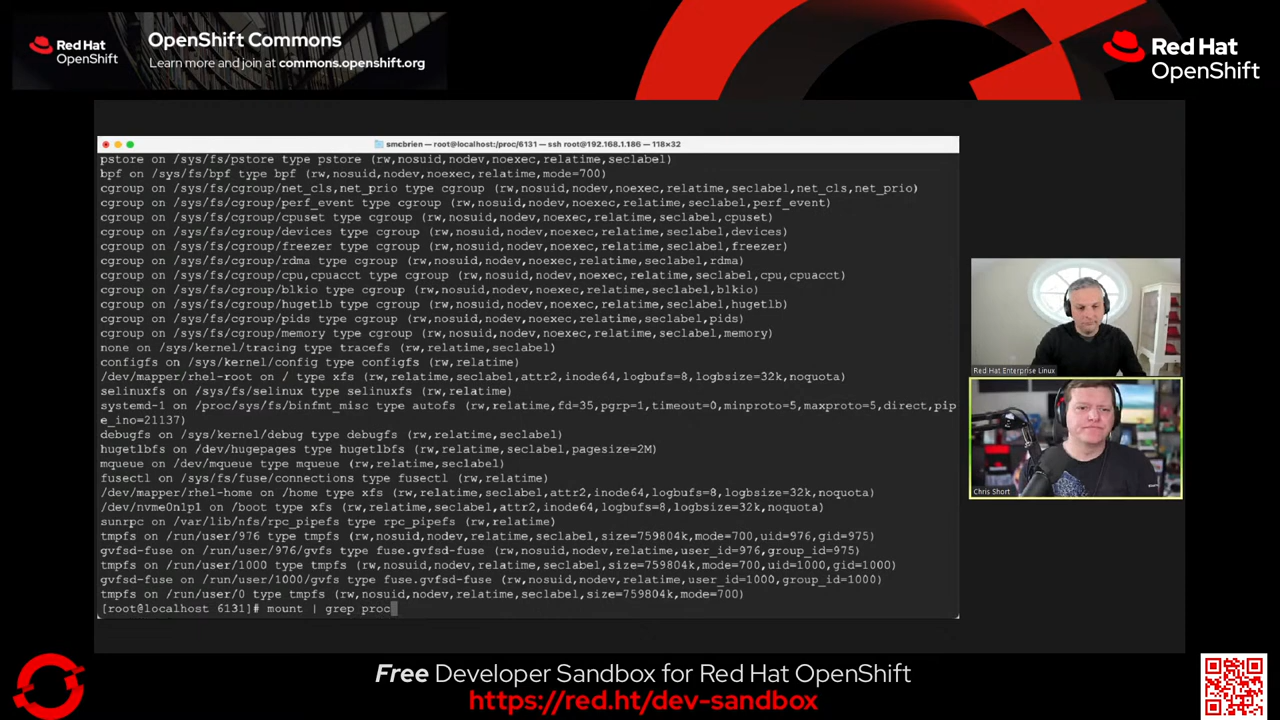 Red Hat
OpenShift
OpenShift Commons
Learn more and join at commons.openshift.org
Red Hat
OpenShift
smcbrien — root@localhost:/proc/6131 — ssh root@192.168.1.186 — 118×32
pstore on /sys/fs/pstore type pstore (rw,nosuid,nodev,noexec,relatime,seclabel)
bpf on /sys/fs/bpf type bpf (rw,nosuid,nodev,noexec,relatime,mode=700)
cgroup on /sys/fs/cgroup/net_cls,net_prio type cgroup (rw,nosuid,nodev,noexec,relatime,seclabel,net_cls,net_prio)
cgroup on /sys/fs/cgroup/perf_event type cgroup (rw,nosuid,nodev,noexec,relatime,seclabel,perf_event)
cgroup on /sys/fs/cgroup/cpuset type cgroup (rw,nosuid,nodev,noexec,relatime,seclabel,cpuset)
cgroup on /sys/fs/cgroup/devices type cgroup (rw,nosuid,nodev,noexec,relatime,seclabel,devices)
cgroup on /sys/fs/cgroup/freezer type cgroup (rw,nosuid,nodev,noexec,relatime,seclabel,freezer)
cgroup on /sys/fs/cgroup/rdma type cgroup (rw,nosuid,nodev,noexec,relatime,seclabel,rdma)
cgroup on /sys/fs/cgroup/cpu,cpuacct type cgroup (rw,nosuid,nodev,noexec,relatime,seclabel,cpu,cpuacct)
cgroup on /sys/fs/cgroup/blkio type cgroup (rw,nosuid,nodev,noexec,relatime,seclabel,blkio)
cgroup on /sys/fs/cgroup/hugetlb type cgroup (rw,nosuid,nodev,noexec,relatime,seclabel,hugetlb)
cgroup on /sys/fs/cgroup/pids type cgroup (rw,nosuid,nodev,noexec,relatime,seclabel,pids)
cgroup on /sys/fs/cgroup/memory type cgroup (rw,nosuid,nodev,noexec,relatime,seclabel,memory)
none on /sys/kernel/tracing type tracefs (rw,relatime,seclabel)
configfs on /sys/kernel/config type configfs (rw,relatime)
/dev/mapper/rhel-root on / type xfs (rw,relatime,seclabel,attr2,inode64,logbufs=8,logbsize=32k,noquota)
selinuxfs on /sys/fs/selinux type selinuxfs (rw,relatime)
systemd-1 on /proc/sys/fs/binfmt_misc type autofs (rw,relatime,fd=35,pgrp=1,timeout=0,minproto=5,maxproto=5,direct,pip
e_ino=21137)
debugfs on /sys/kernel/debug type debugfs (rw,relatime,seclabel)
hugetlbfs on /dev/hugepages type hugetlbfs (rw,relatime,seclabel,pagesize=2M)
mqueue on /dev/mqueue type mqueue (rw,relatime,seclabel)
fusectl on /sys/fs/fuse/connections type fusectl (rw,relatime)
/dev/mapper/rhel-home on /home type xfs (rw,relatime,seclabel,attr2,inode64,logbufs=8,logbsize=32k,noquota)
/dev/nvme0n1p1 on /boot type xfs (rw,relatime,seclabel,attr2,inode64,logbufs=8,logbsize=32k,noquota)
sunrpc on /var/lib/nfs/rpc_pipefs type rpc_pipefs (rw,relatime)
tmpfs on /run/user/976 type tmpfs (rw,nosuid,nodev,relatime,seclabel,size=759804k,mode=700,uid=976,gid=975)
gvfsd-fuse on /run/user/976/gvfs type fuse.gvfsd-fuse (rw,nosuid,nodev,relatime,user_id=976,group_id=975)
tmpfs on /run/user/1000 type tmpfs (rw,nosuid,nodev,relatime,seclabel,size=759804k,mode=700,uid=1000,gid=1000)
gvfsd-fuse on /run/user/1000/gvfs type fuse.gvfsd-fuse (rw,nosuid,nodev,relatime,user_id=1000,group_id=1000)
tmpfs on /run/user/0 type tmpfs (rw,nosuid,nodev,relatime,seclabel,size=759804k,mode=700)
[root@localhost 6131]# mount | grep proc
Red Hat Enterprise Linux
Chris Short
Free Developer Sandbox for Red Hat OpenShift
https://red.ht/dev-sandbox